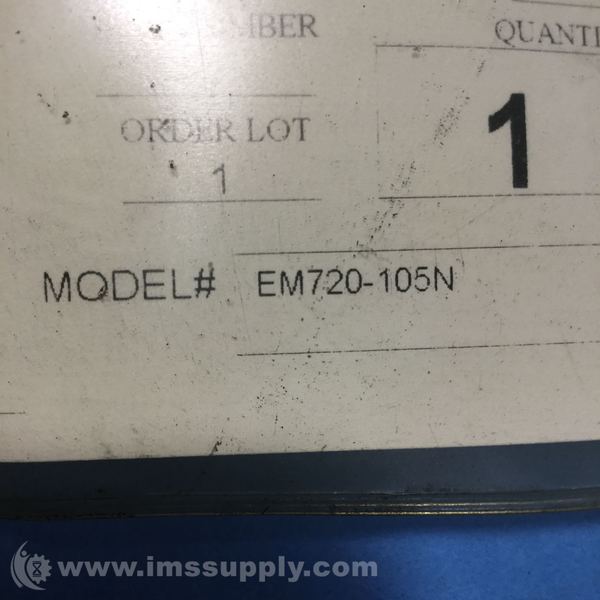 QUANTI
ORDER LOT
1
1
MODEL# EM720-105N
www.imssupply.com